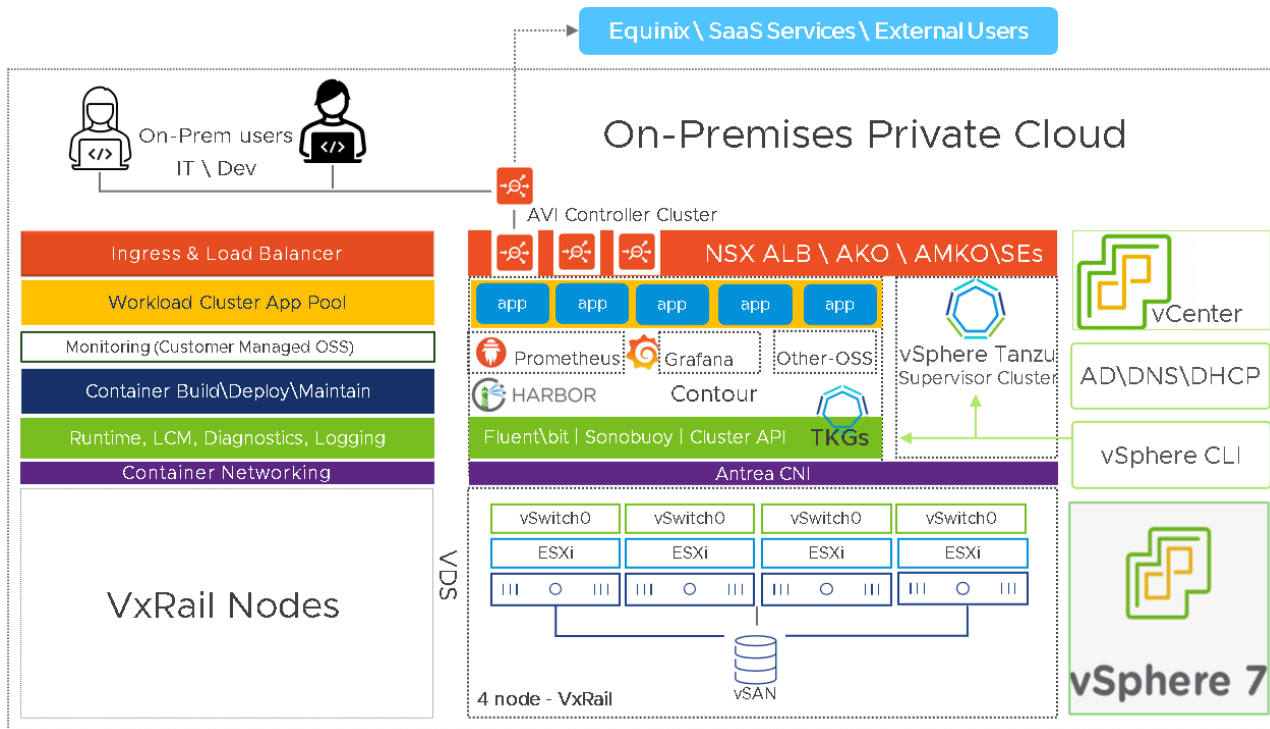 Equinix \ SaaS Services \ External Users
On-Prem users
IT \ Dev
</>
</>
On-Premises Private Cloud
AVI Controller Cluster
Ingress & Load Balancer
NSX ALB \ AKO \ AMKO\SEs
Workload Cluster App Pool
app
app
app
app
app
Monitoring (Customer Managed OSS)
Prometheus
Grafana
Other-OSS
Container Build\Deploy\Maintain
HARBOR
Contour
Runtime, LCM, Diagnostics, Logging
Fluent\bit | Sonobuoy | Cluster API
TKGs
vSphere Tanzu
Supervisor Cluster
Container Networking
Antrea CNI
vCenter
AD\DNS\DHCP
vSphere CLI
VxRail Nodes
VDS
vSwitch0
vSwitch0
vSwitch0
vSwitch0
ESXi
ESXi
ESXi
ESXi
vSAN
4 node - VxRail
vSphere 7